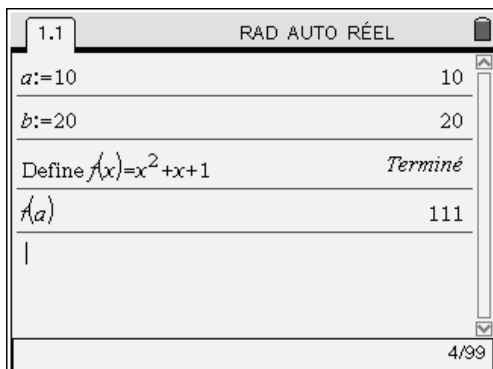 1.1 RAD AUTO RÉEL
a:=10 10
b:=20 20
Define f(x)=x²+x+1 Terminé
f(a) 111
4/99